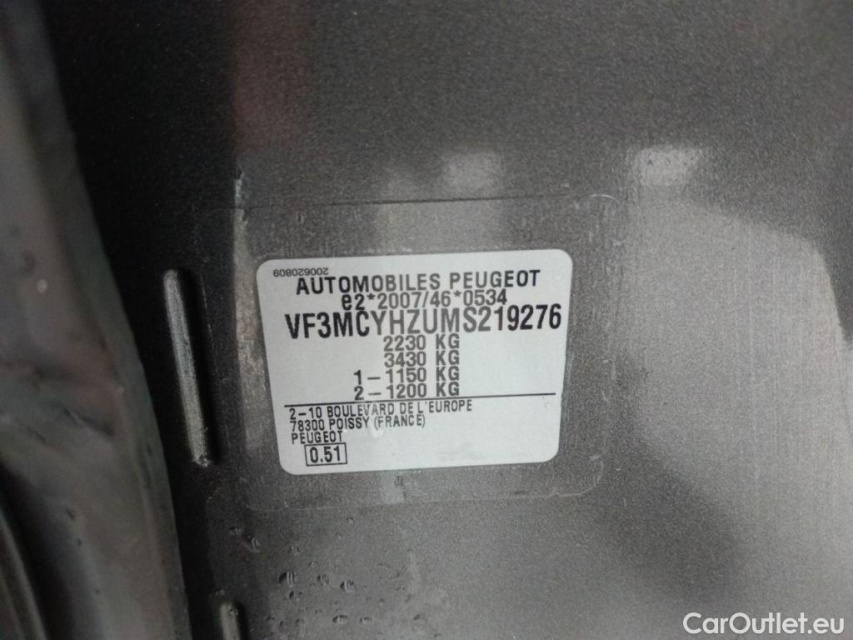 200620809
AUTOMOBILES PEUGEOT
e2*2007/46*0534
VF3MCYHZUMS219276
2230 KG
3430 KG
1-1150 KG
2-1200 KG
2-10 BOULEVARD DE L'EUROPE
78300 POISSY (FRANCE)
PEUGEOT
0.51
CarOutlet.eu